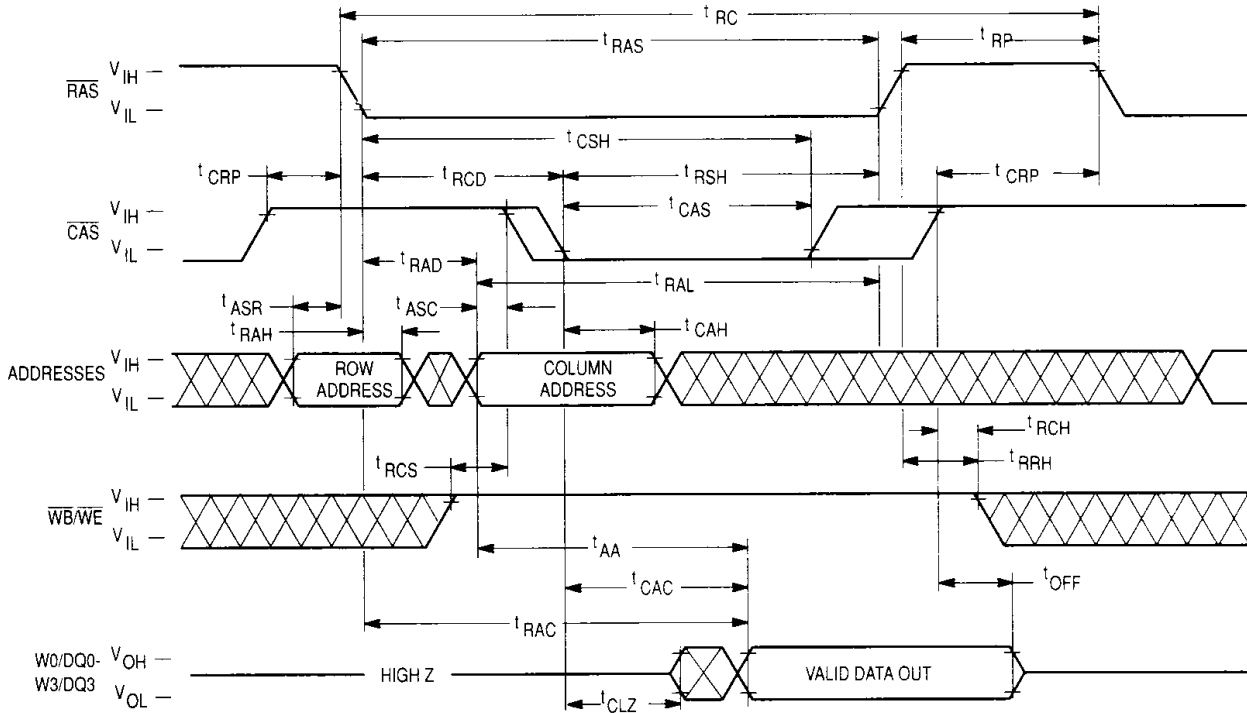 t RC
t RAS
t RP
RAS
V IH
V IL
t CSH
t CRP
t RCD
t RSH
t CRP
t CAS
CAS
V IH
V IL
t RAD
t RAL
t ASR
t ASC
t RAH
t CAH
ADDRESSES
V IH
V IL
ROW ADDRESS
COLUMN ADDRESS
t RCH
t RRH
t RCS
WB/WE
V IH
V IL
t AA
t CAC
t OFF
t RAC
W0/DQ0-
W3/DQ3
V OH
V OL
HIGH Z
VALID DATA OUT
t CLZ